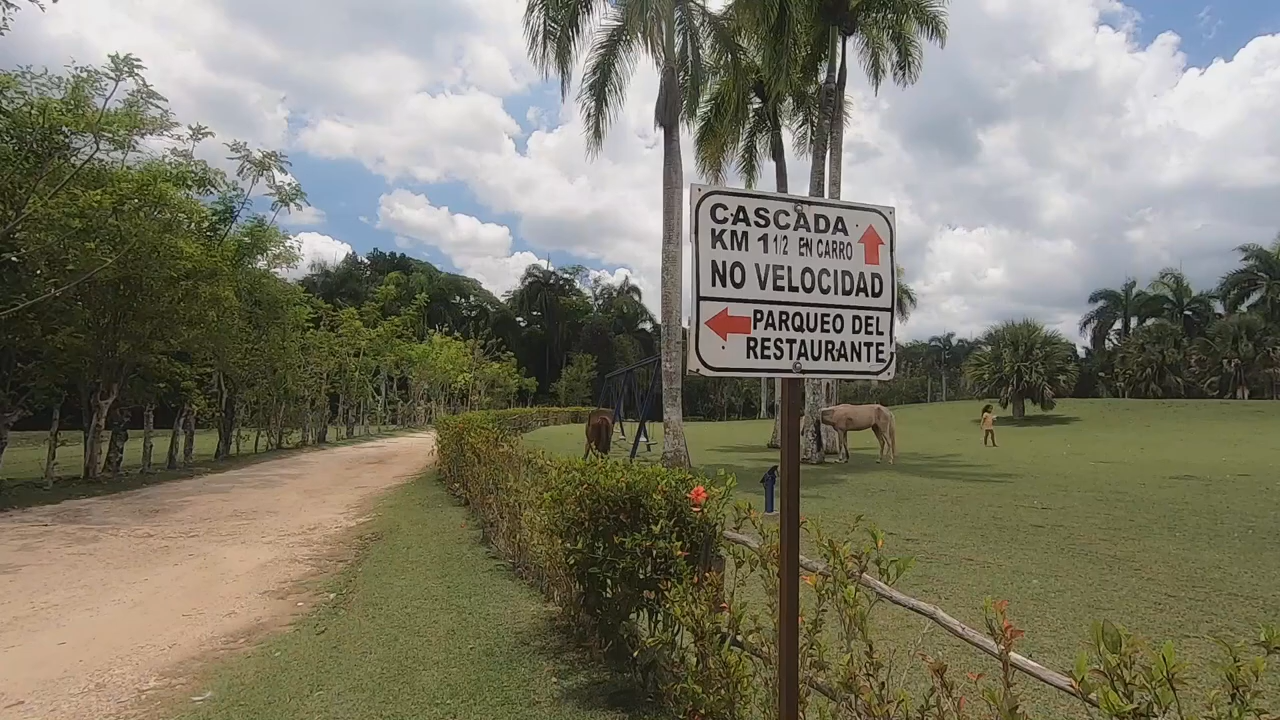 CASCADA
KM 1 1/2 EN CARRO
NO VELOCIDAD
PARQUEO DEL
RESTAURANTE